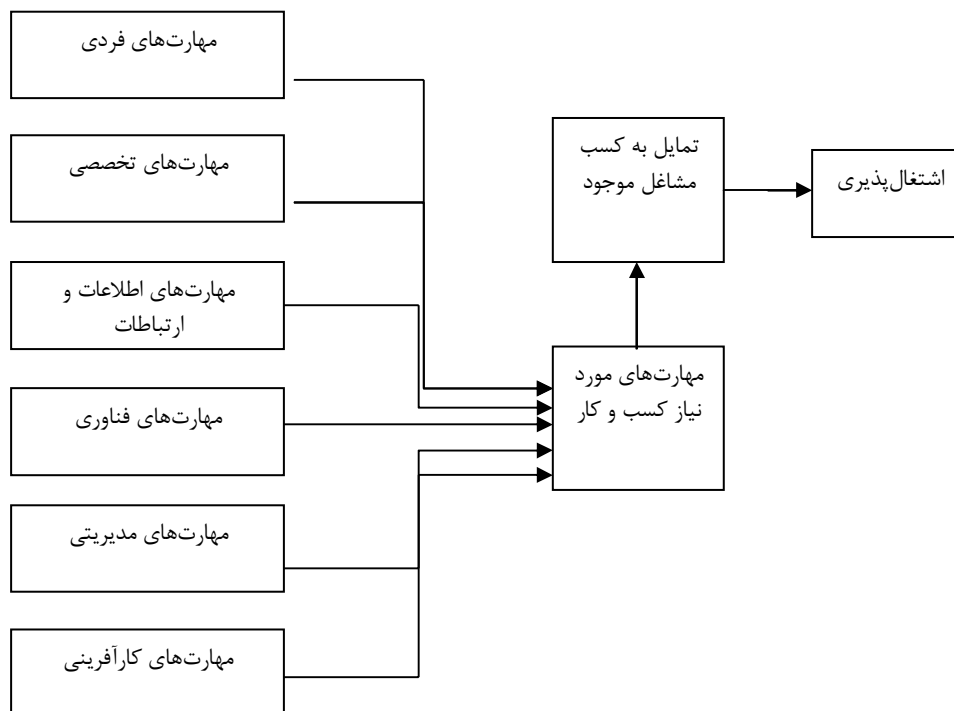 مهارت‌های فردی
مهارت‌های تخصصی
مهارت‌های اطلاعات و
ارتباطات
مهارت‌های فناوری
مهارت‌های مدیریتی
مهارت‌های کارآفرینی
مهارت‌های مورد
نیاز کسب و کار
تمایل به کسب
مشاغل موجود
اشتغال‌پذیری